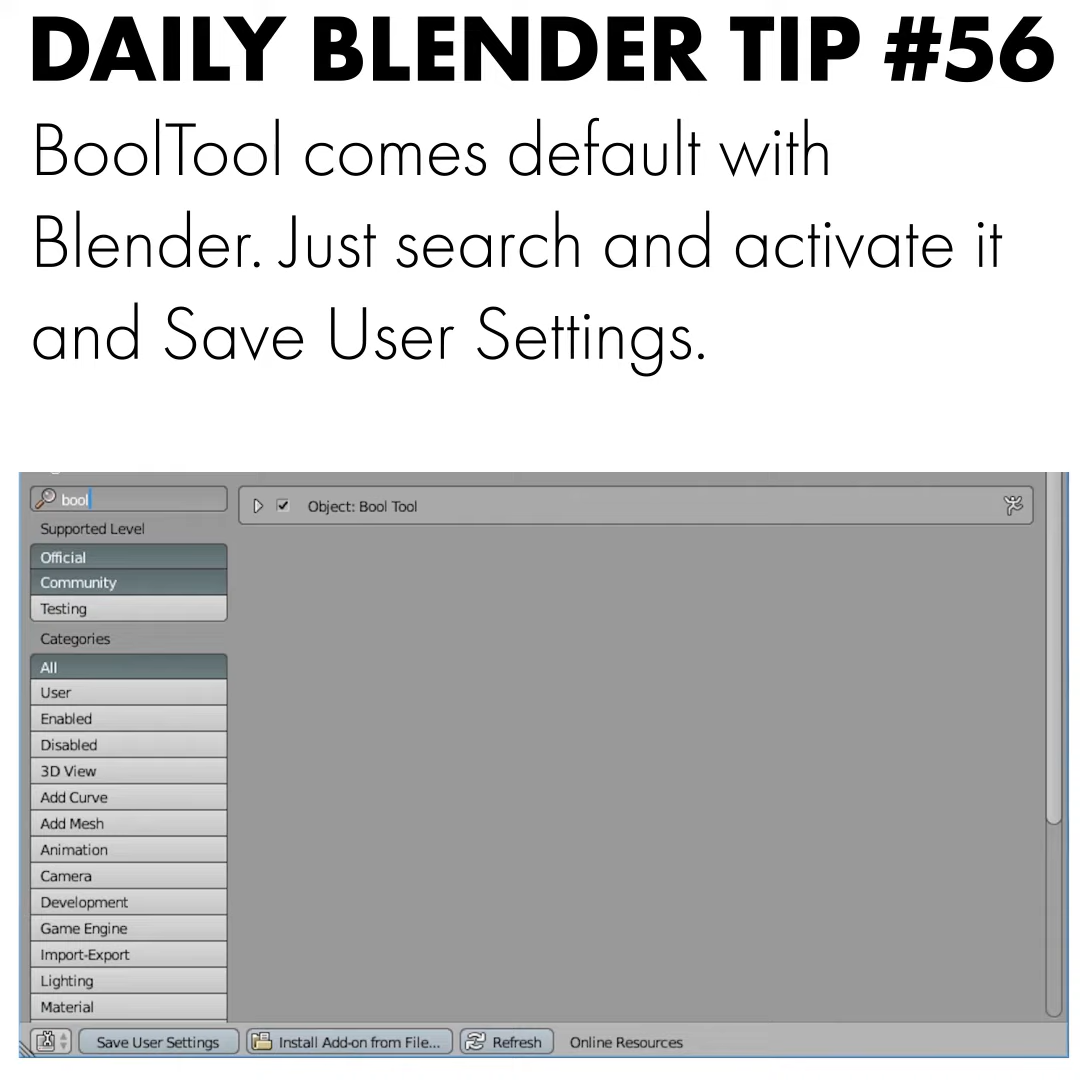 DAILY BLENDER TIP #56
BoolTool comes default with
Blender. Just search and activate it
and Save User Settings.
bool
Object: Bool Tool
Supported Level
Official
Community
Testing
Categories
All
User
Enabled
Disabled
3D View
Add Curve
Add Mesh
Animation
Camera
Development
Game Engine
Import-Export
Lighting
Material
Save User Settings
Install Add-on from File...
Refresh
Online Resources